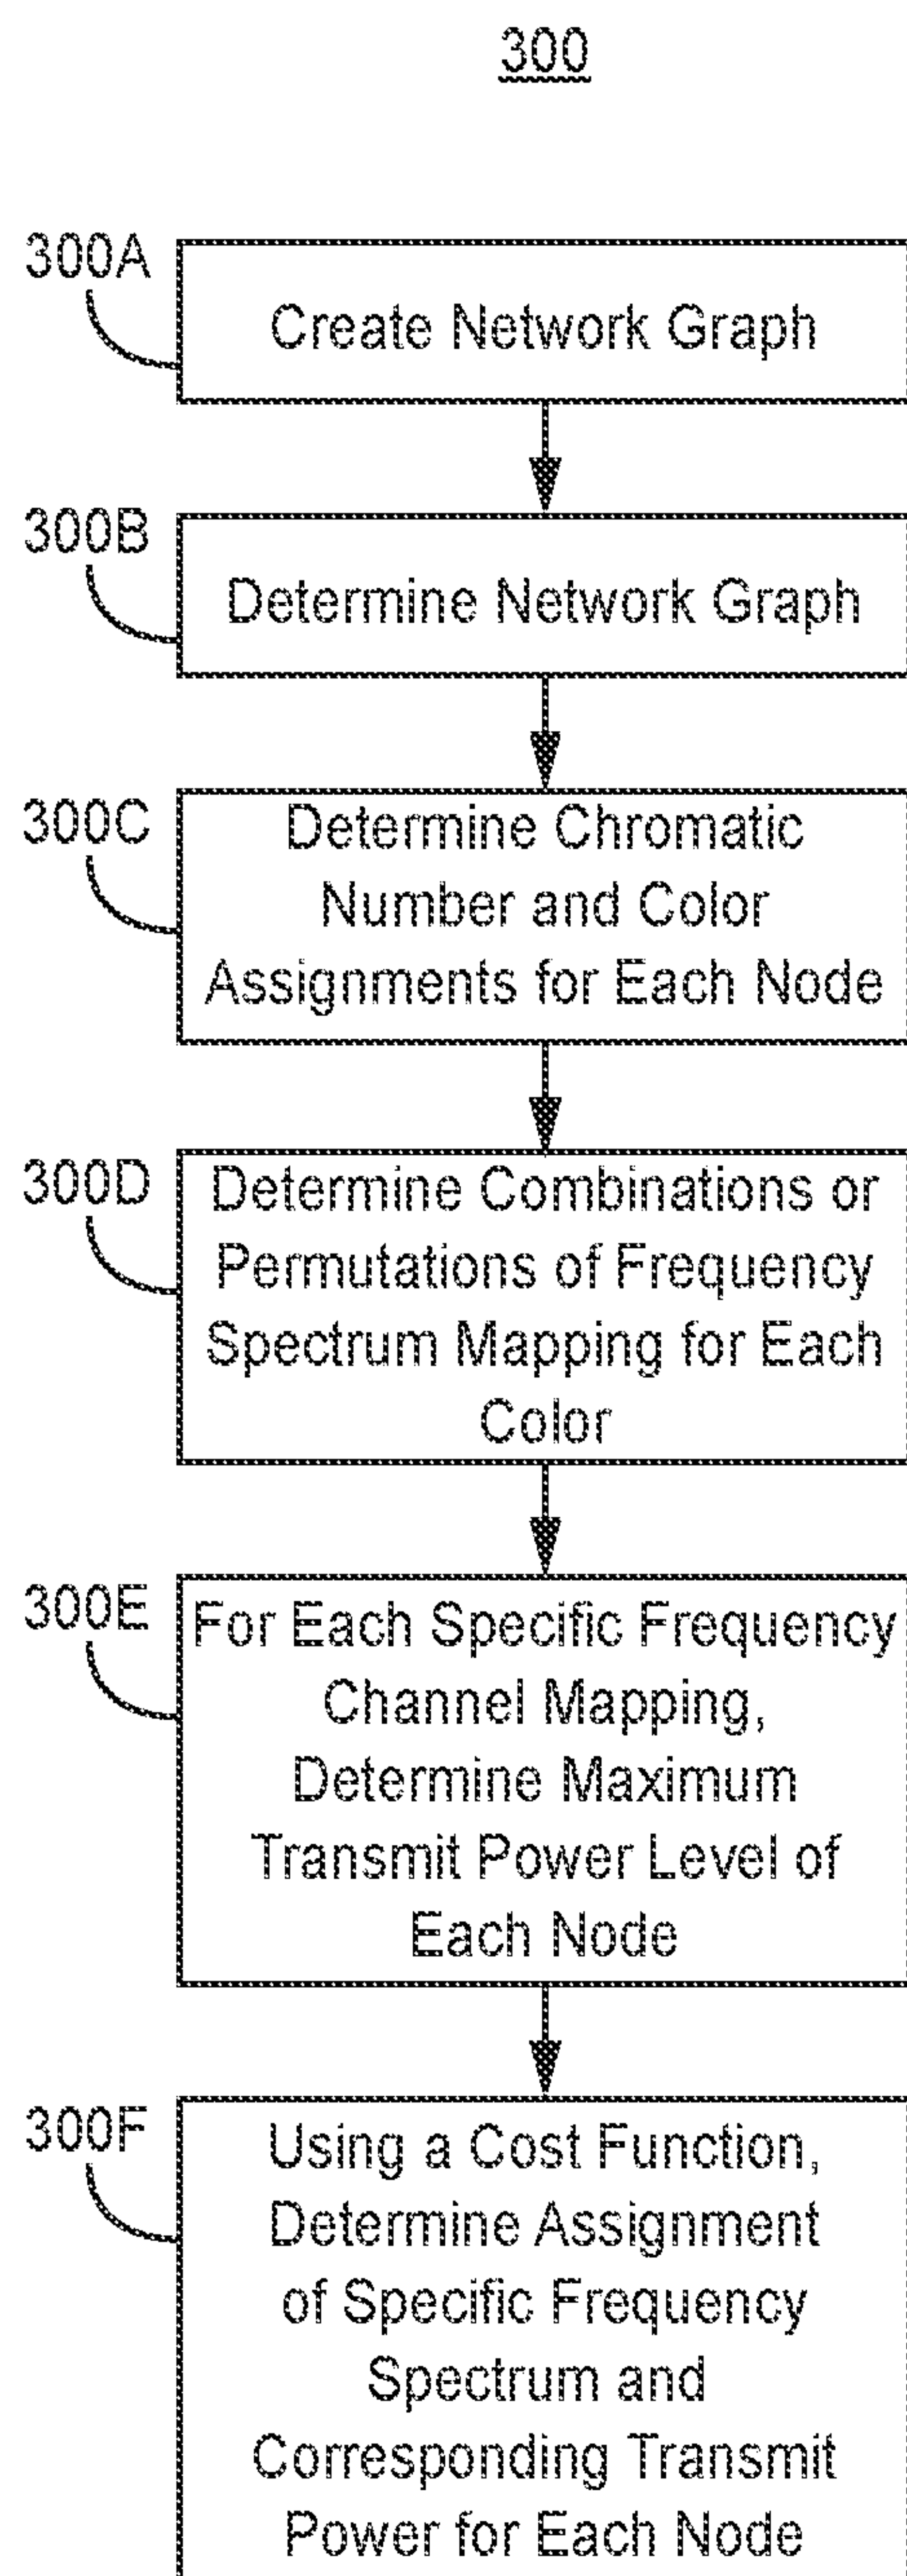 300
300A
Create Network Graph
300B
Determine Network Graph
300C
Determine Chromatic
Number and Color
Assignments for Each Node
300D
Determine Combinations or
Permutations of Frequency
Spectrum Mapping for Each
Color
300E
For Each Specific Frequency
Channel Mapping,
Determine Maximum
Transmit Power Level of
Each Node
300F
Using a Cost Function,
Determine Assignment
of Specific Frequency
Spectrum and
Corresponding Transmit
Power for Each Node